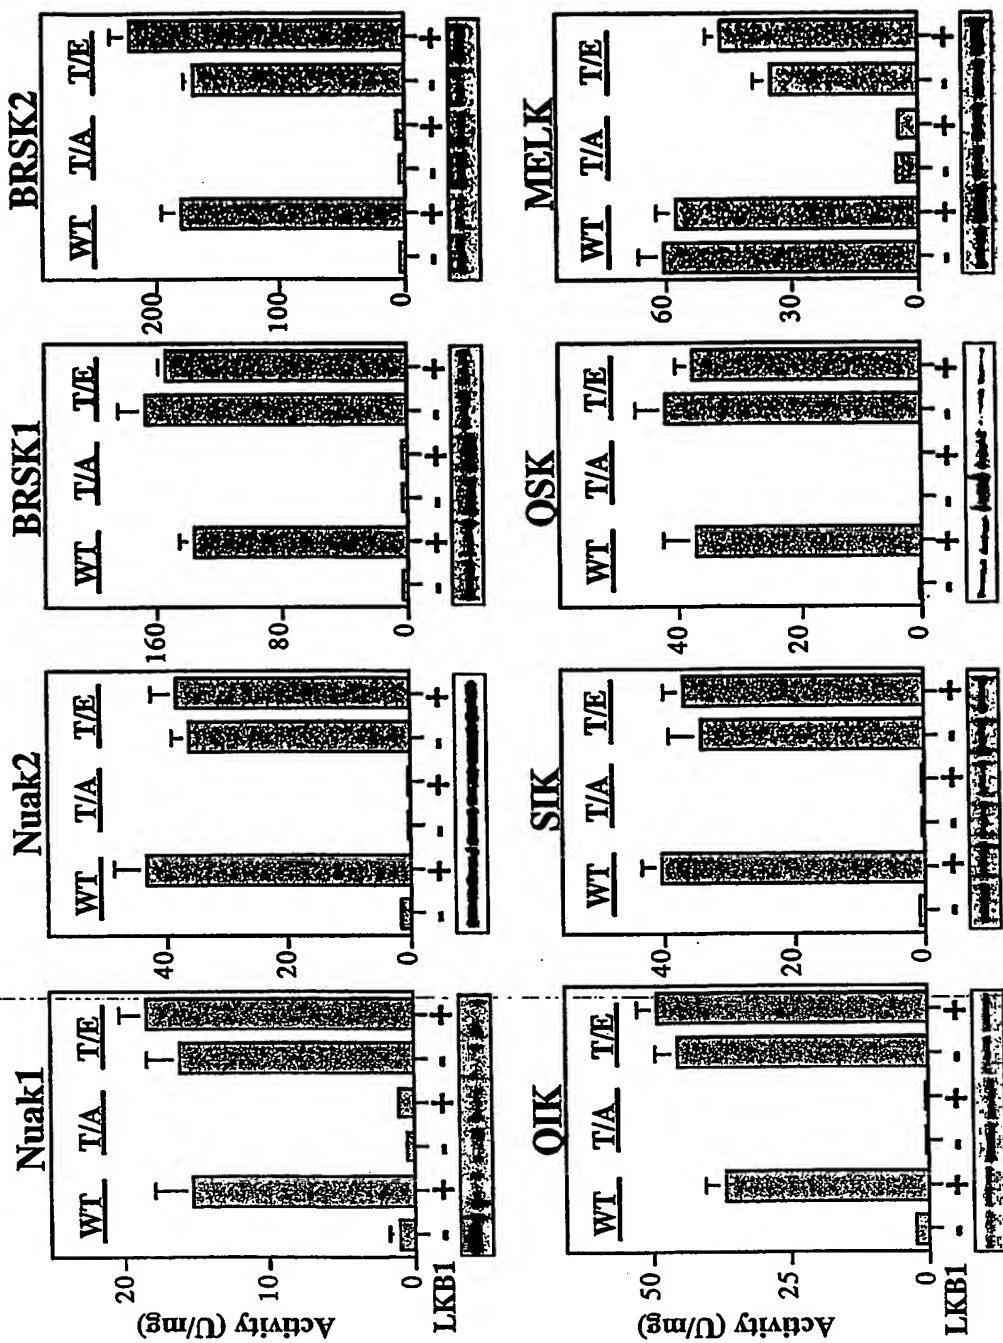 Nuak1
Activity (U/mg)
20
10
0
WT T/A T/E
LKB1 - + - + - +
Nuak2
40
20
0
WT T/A T/E
- + - + - +
BRSK1
160
80
0
WT T/A T/E
- + - + - +
BRSK2
200
100
0
WT T/A T/E
- + - + - +
QIK
Activity (U/mg)
50
25
0
WT T/A T/E
LKB1 - + - + - +
SIK
40
20
0
WT T/A T/E
- + - + - +
QSK
40
20
0
WT T/A T/E
- + - + - +
MELK
60
30
0
WT T/A T/E
- + - + - +